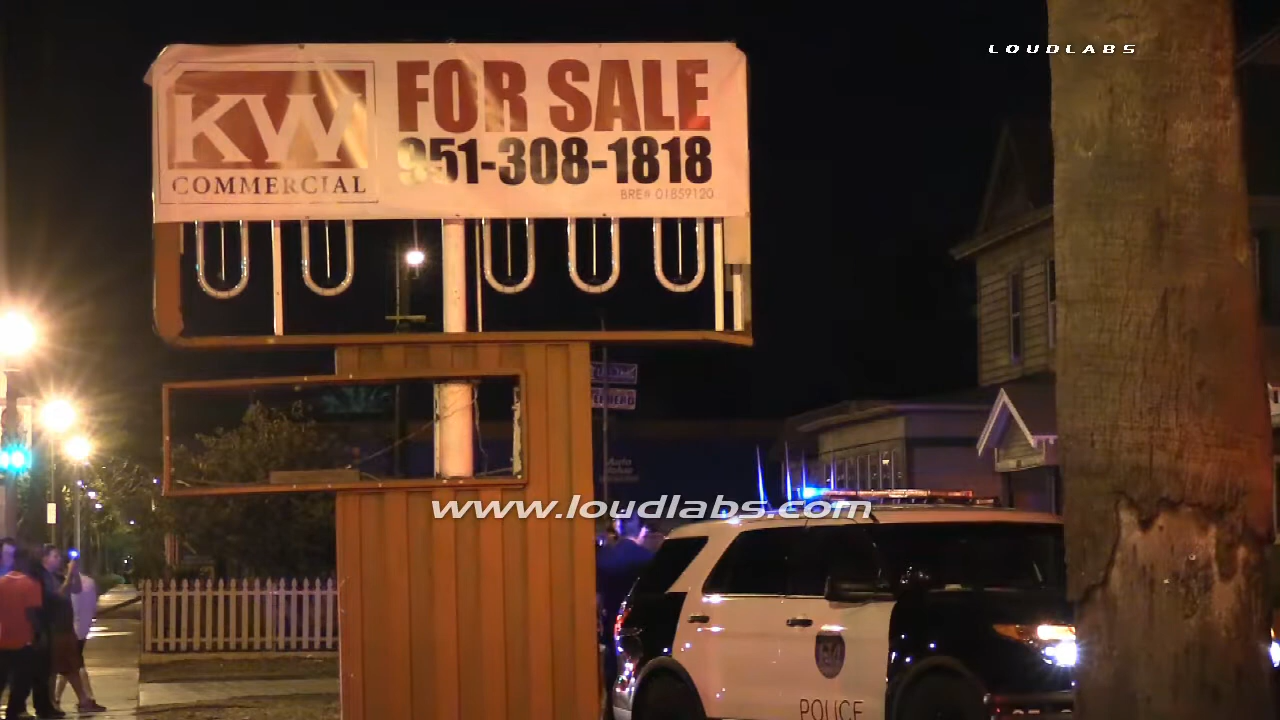 LOUDLABS
KW
COMMERCIAL
FOR SALE
951-308-1818
BRE# 01859120
www.loudlabs.com
POLICE